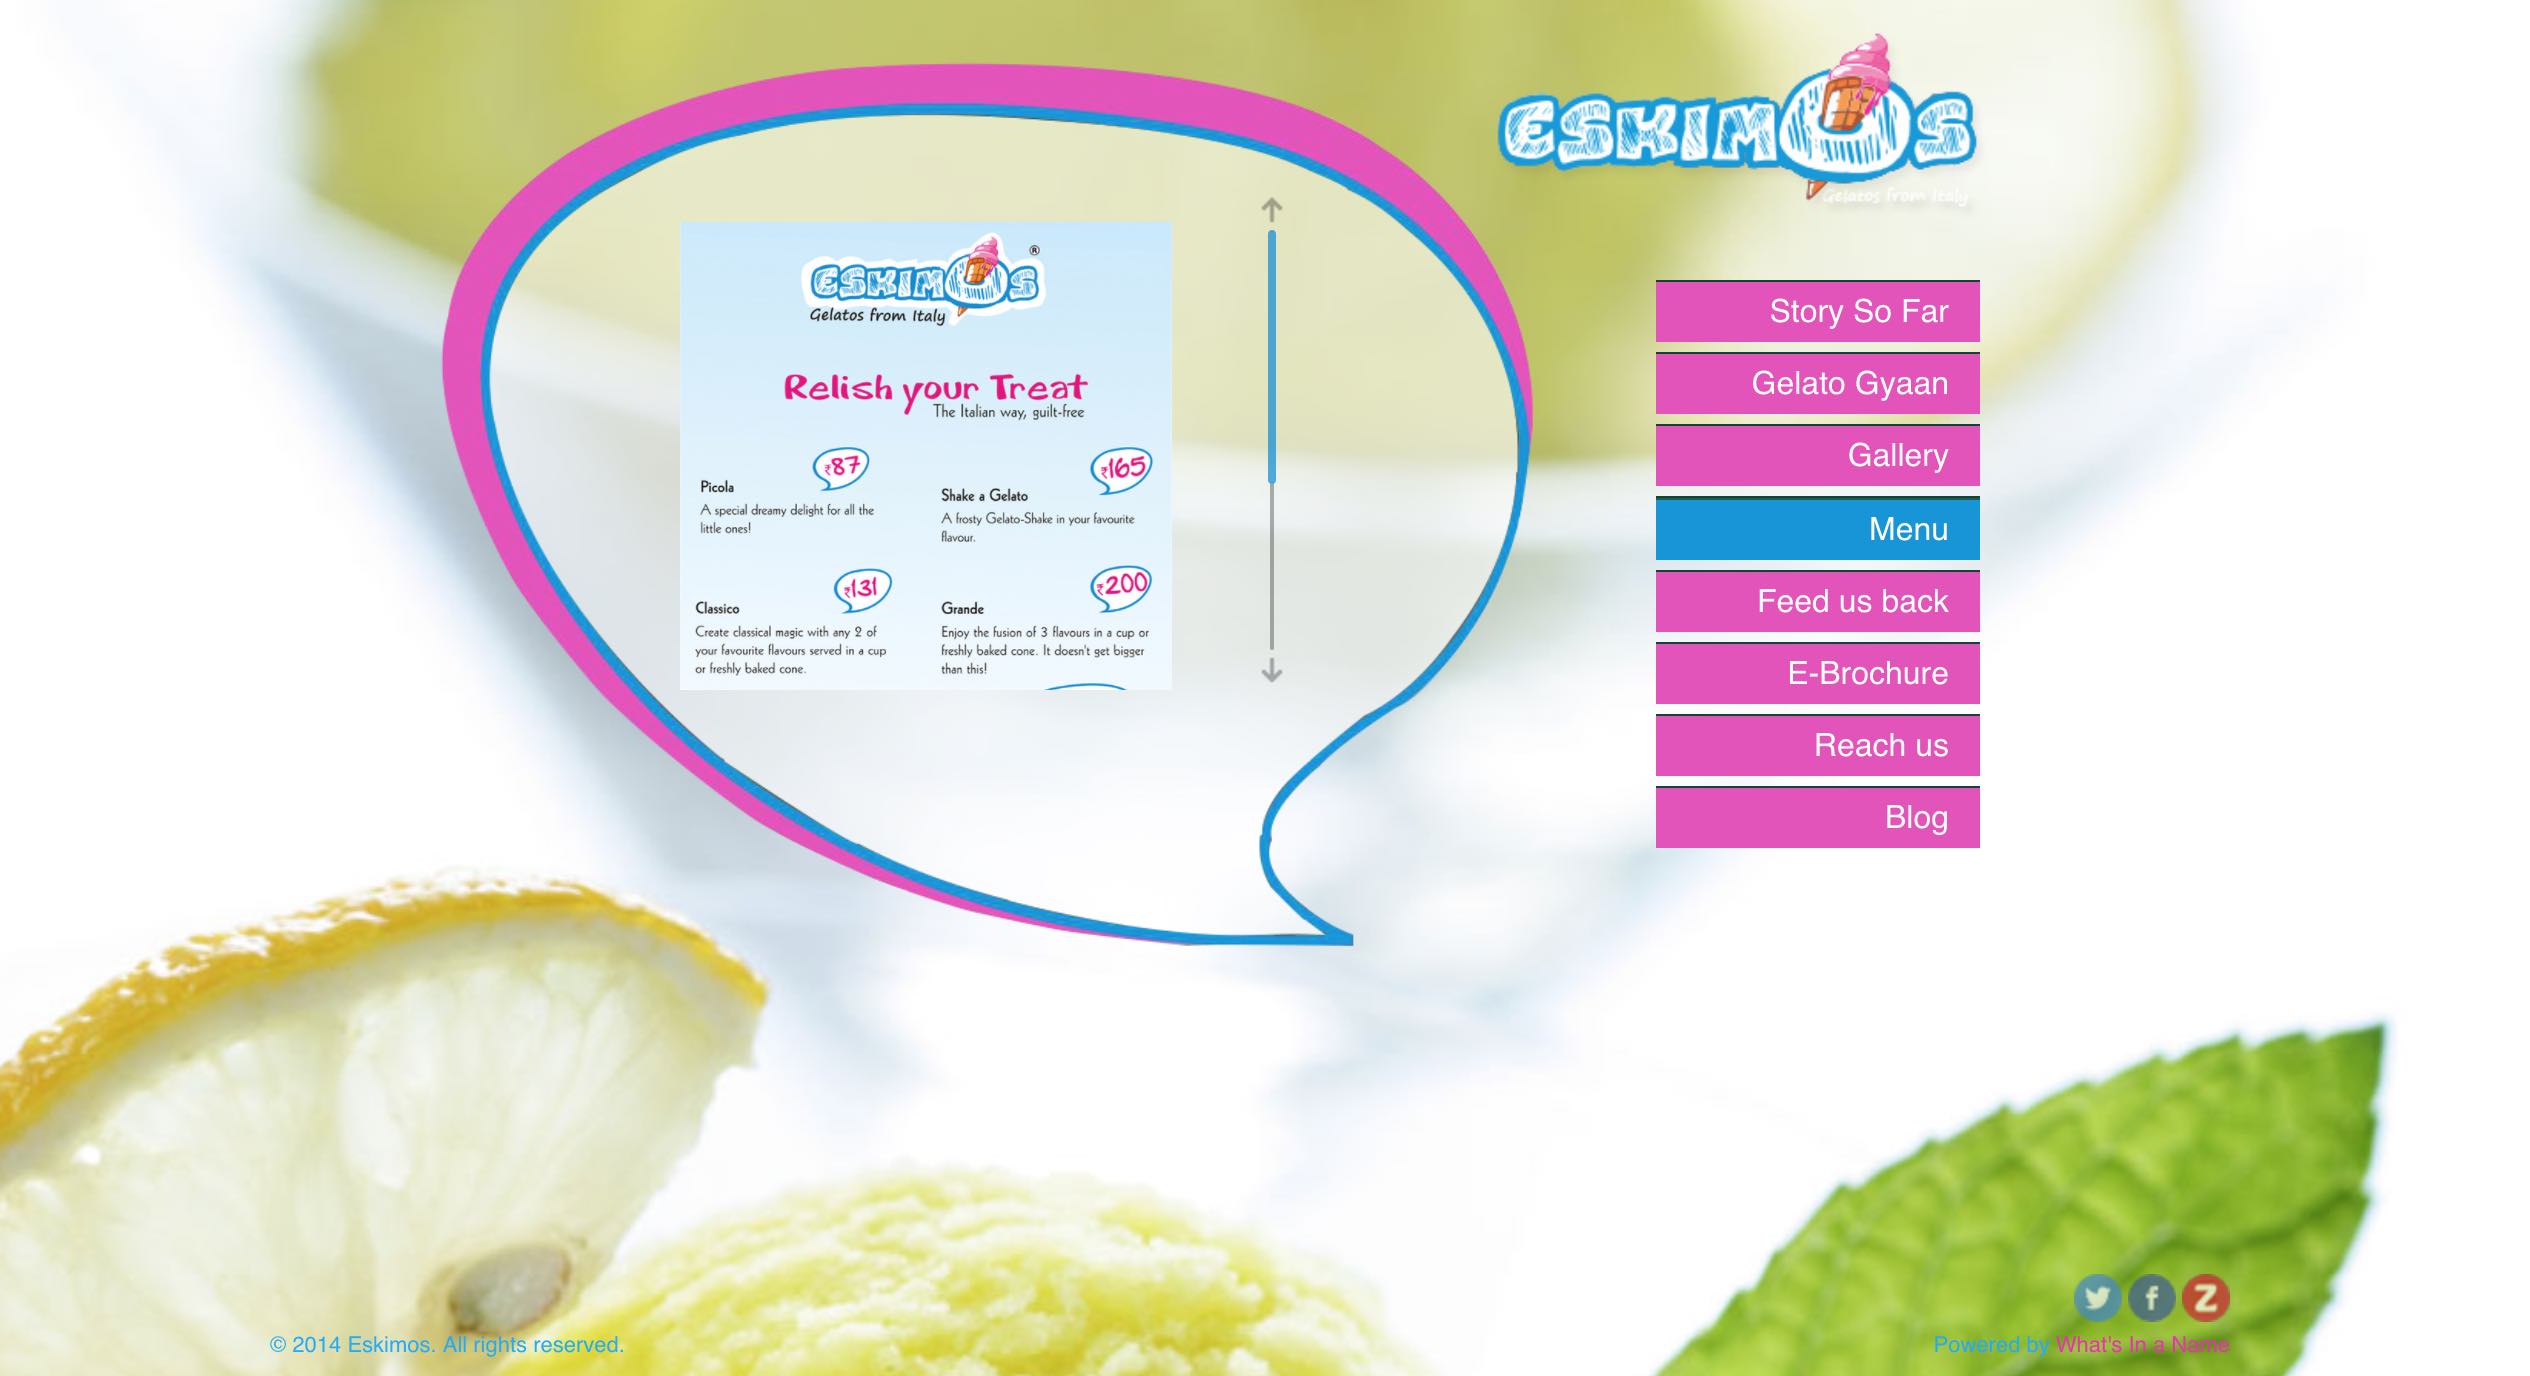 ESKIMOS
Gelatos from Italy
ESKIMOS ®
Gelatos from Italy
Relish your Treat
The Italian way, guilt-free
₹87
Picola
A special dreamy delight for all the
little ones!
₹165
Shake a Gelato
A frosty Gelato-Shake in your favourite
flavour.
₹131
Classico
Create classical magic with any 2 of
your favourite flavours served in a cup
or freshly baked cone.
₹200
Grande
Enjoy the fusion of 3 flavours in a cup or
freshly baked cone. It doesn't get bigger
than this!
Story So Far
Gelato Gyaan
Gallery
Menu
Feed us back
E-Brochure
Reach us
Blog
© 2014 Eskimos. All rights reserved.
Powered by What's In a Name